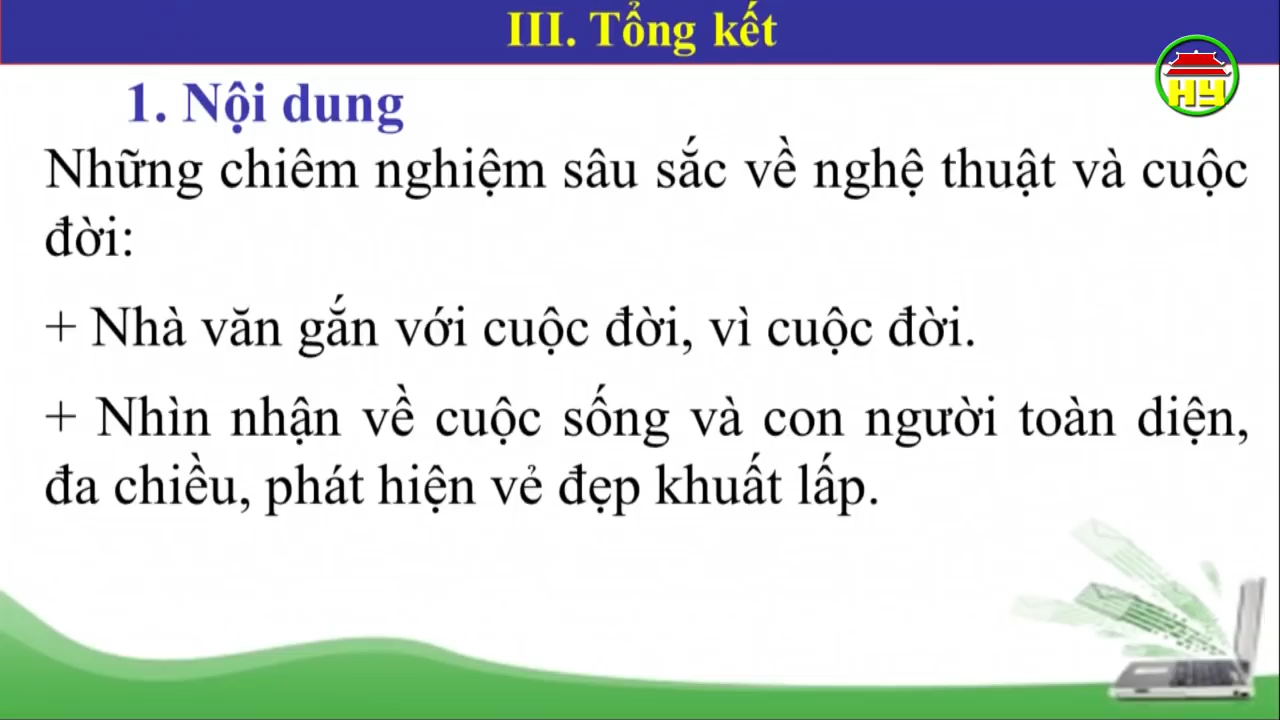 III. Tổng kết
HY
1. Nội dung
Những chiêm nghiệm sâu sắc về nghệ thuật và cuộc
đời:
+ Nhà văn gắn với cuộc đời, vì cuộc đời.
+ Nhìn nhận về cuộc sống và con người toàn diện,
đa chiều, phát hiện vẻ đẹp khuất lấp.